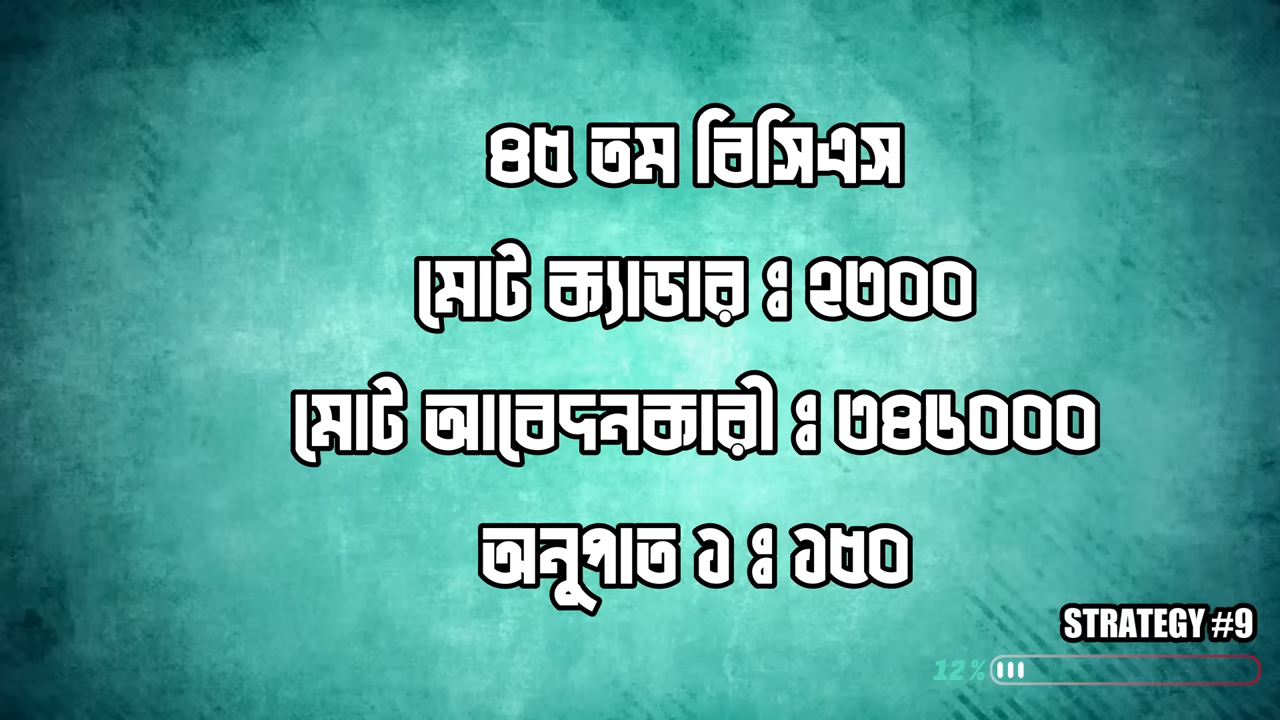 ৪৫ তম বিসিএস
মোট ক্যাডার : ২৩০০
মোট আবেদনকারী : ৩৪৬০০০
অনুপাত ১ : ১৫০
STRATEGY #9
12%